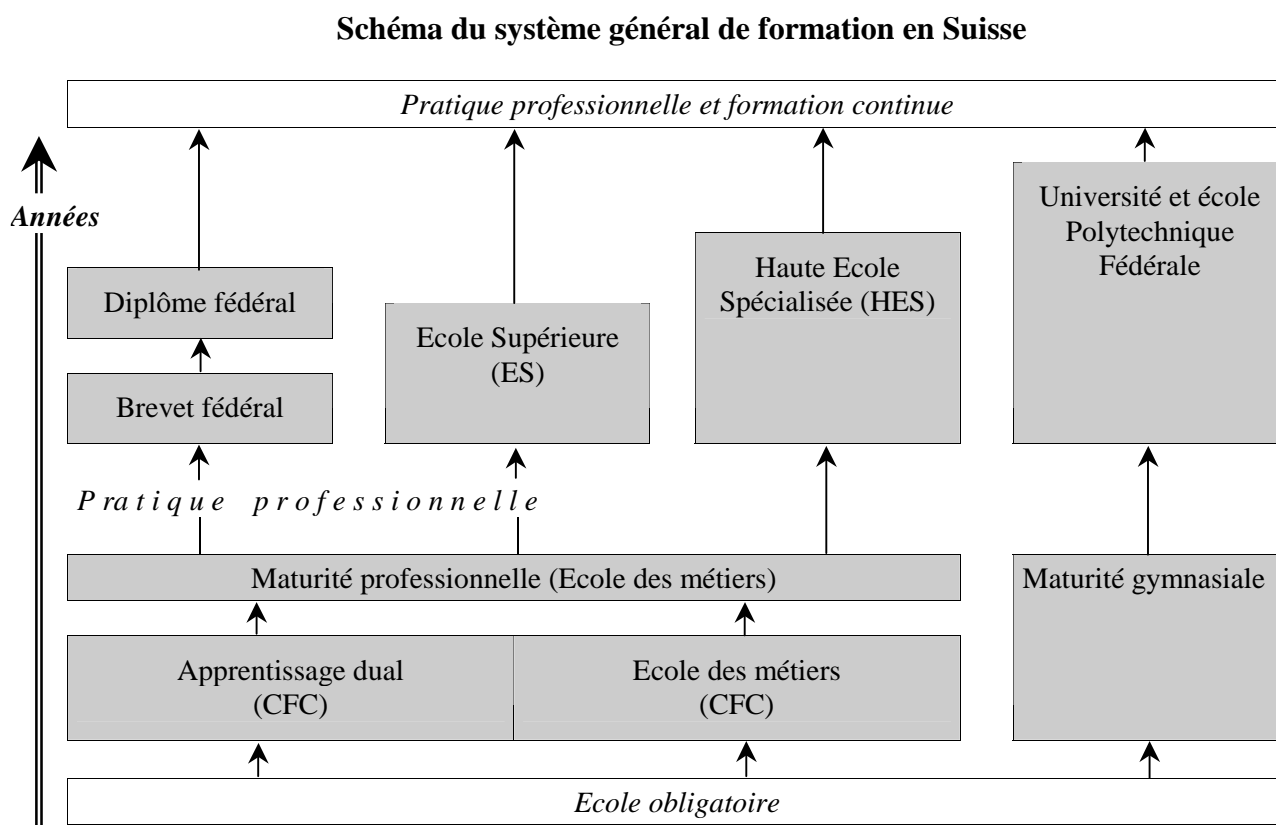 Schéma du système général de formation en Suisse
Pratique professionnelle et formation continue
Années
Université et école
Polytechnique
Fédérale
Haute Ecole
Spécialisée (HES)
Diplôme fédéral
Ecole Supérieure
(ES)
Brevet fédéral
Pratique professionnelle
Maturité professionnelle (Ecole des métiers)
Maturité gymnasiale
Apprentissage dual
(CFC)
Ecole des métiers
(CFC)
Ecole obligatoire